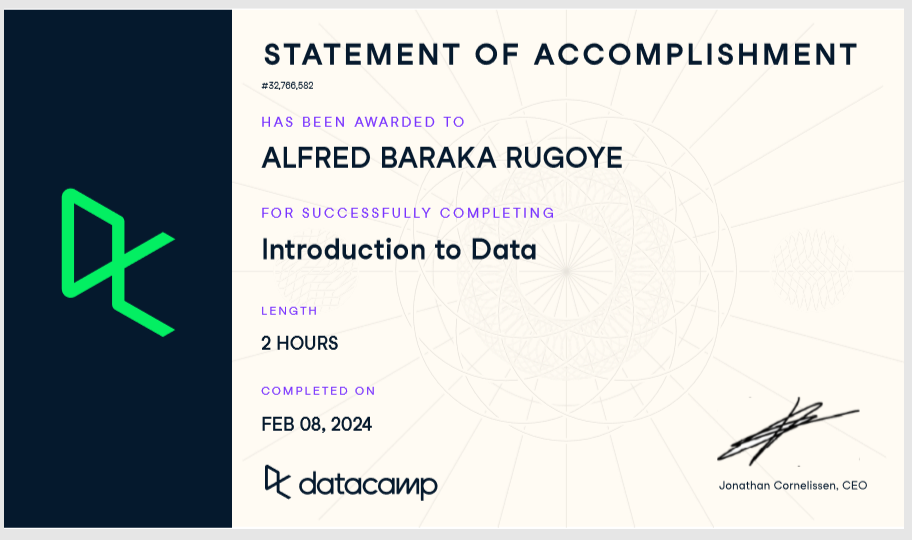 STATEMENT OF ACCOMPLISHMENT
#32,766,582
HAS BEEN AWARDED TO
ALFRED BARAKA RUGOYE
FOR SUCCESSFULLY COMPLETING
Introduction to Data
LENGTH
2 HOURS
COMPLETED ON
FEB 08, 2024
datacamp
Jonathan Cornelissen, CEO